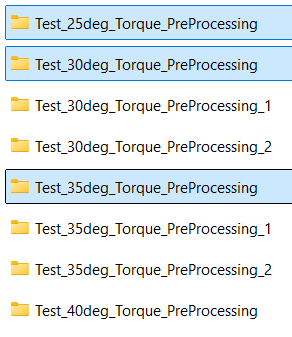 Test_25deg_Torque_PreProcessing
Test_30deg_Torque_PreProcessing
Test_30deg_Torque_PreProcessing_1
Test_30deg_Torque_PreProcessing_2
Test_35deg_Torque_PreProcessing
Test_35deg_Torque_PreProcessing_1
Test_35deg_Torque_PreProcessing_2
Test_40deg_Torque_PreProcessing